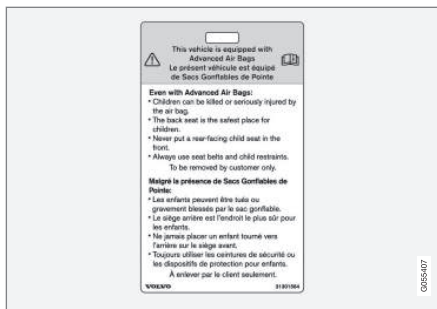 This vehicle is equipped with
Advanced Air Bags
Le présent véhicule est équipé
de Sacs Gonflables de Pointe
Even with Advanced Air Bags:
• Children can be killed or seriously injured by
the air bag.
• The back seat is the safest place for
children.
• Never put a rear-facing child seat in the
front.
• Always use seat belts and child restraints.
To be removed by customer only.
Malgré la présence de Sacs Gonflables de
Pointe:
• Les enfants peuvent être tués ou
gravement blessés par le sac gonflable.
• Le siège arrière est l'endroit le plus sûr pour
les enfants.
• Ne jamais placer un enfant tourné vers
l'arrière sur le siège avant.
• Toujours utiliser les ceintures de sécurité ou
les dispositifs de protection pour enfants.
À enlever par le client seulement.
VOLVO 31301564
G055407